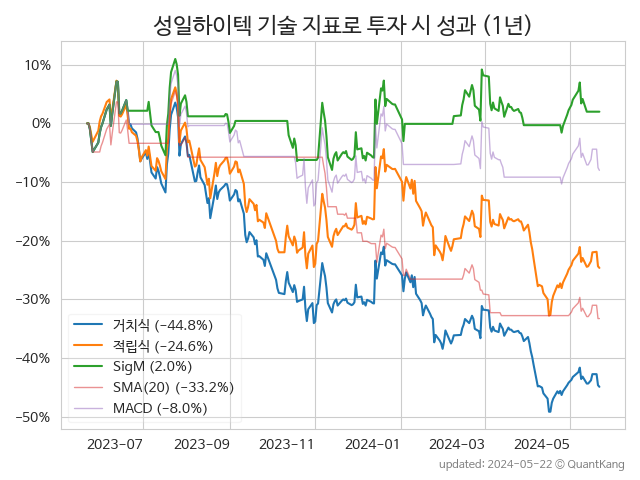 성일하이텍 기술 지표로 투자 시 성과 (1년)
10%
0%
−10%
−20%
−30%
−40%
−50%
거치식 (−44.8%)
적립식 (−24.6%)
SigM (2.0%)
SMA(20) (−33.2%)
MACD (−8.0%)
2023−07 2023−09 2023−11 2024−01 2024−03 2024−05
updated: 2024−05−22 ⓒ QuantKang